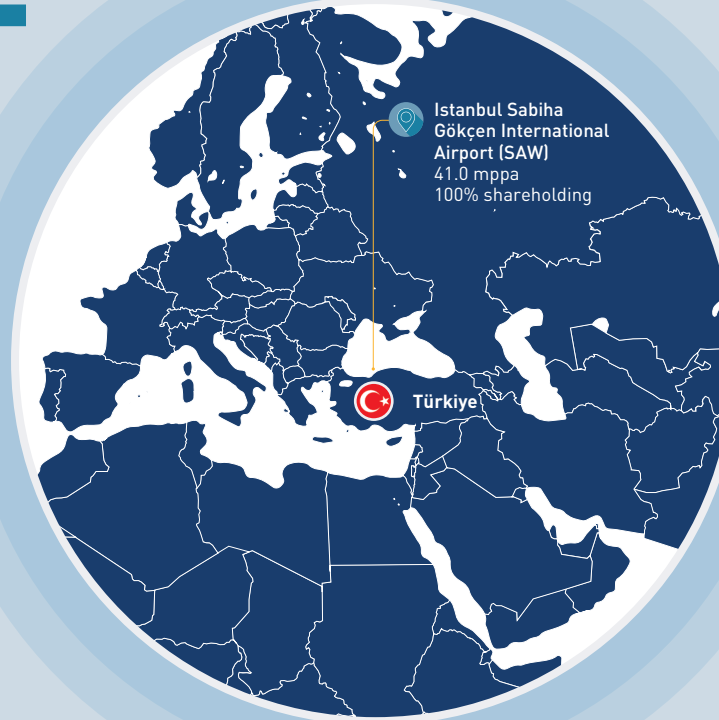 Istanbul Sabiha
Gökçen International
Airport (SAW)
41.0 mppa
100% shareholding
Türkiye